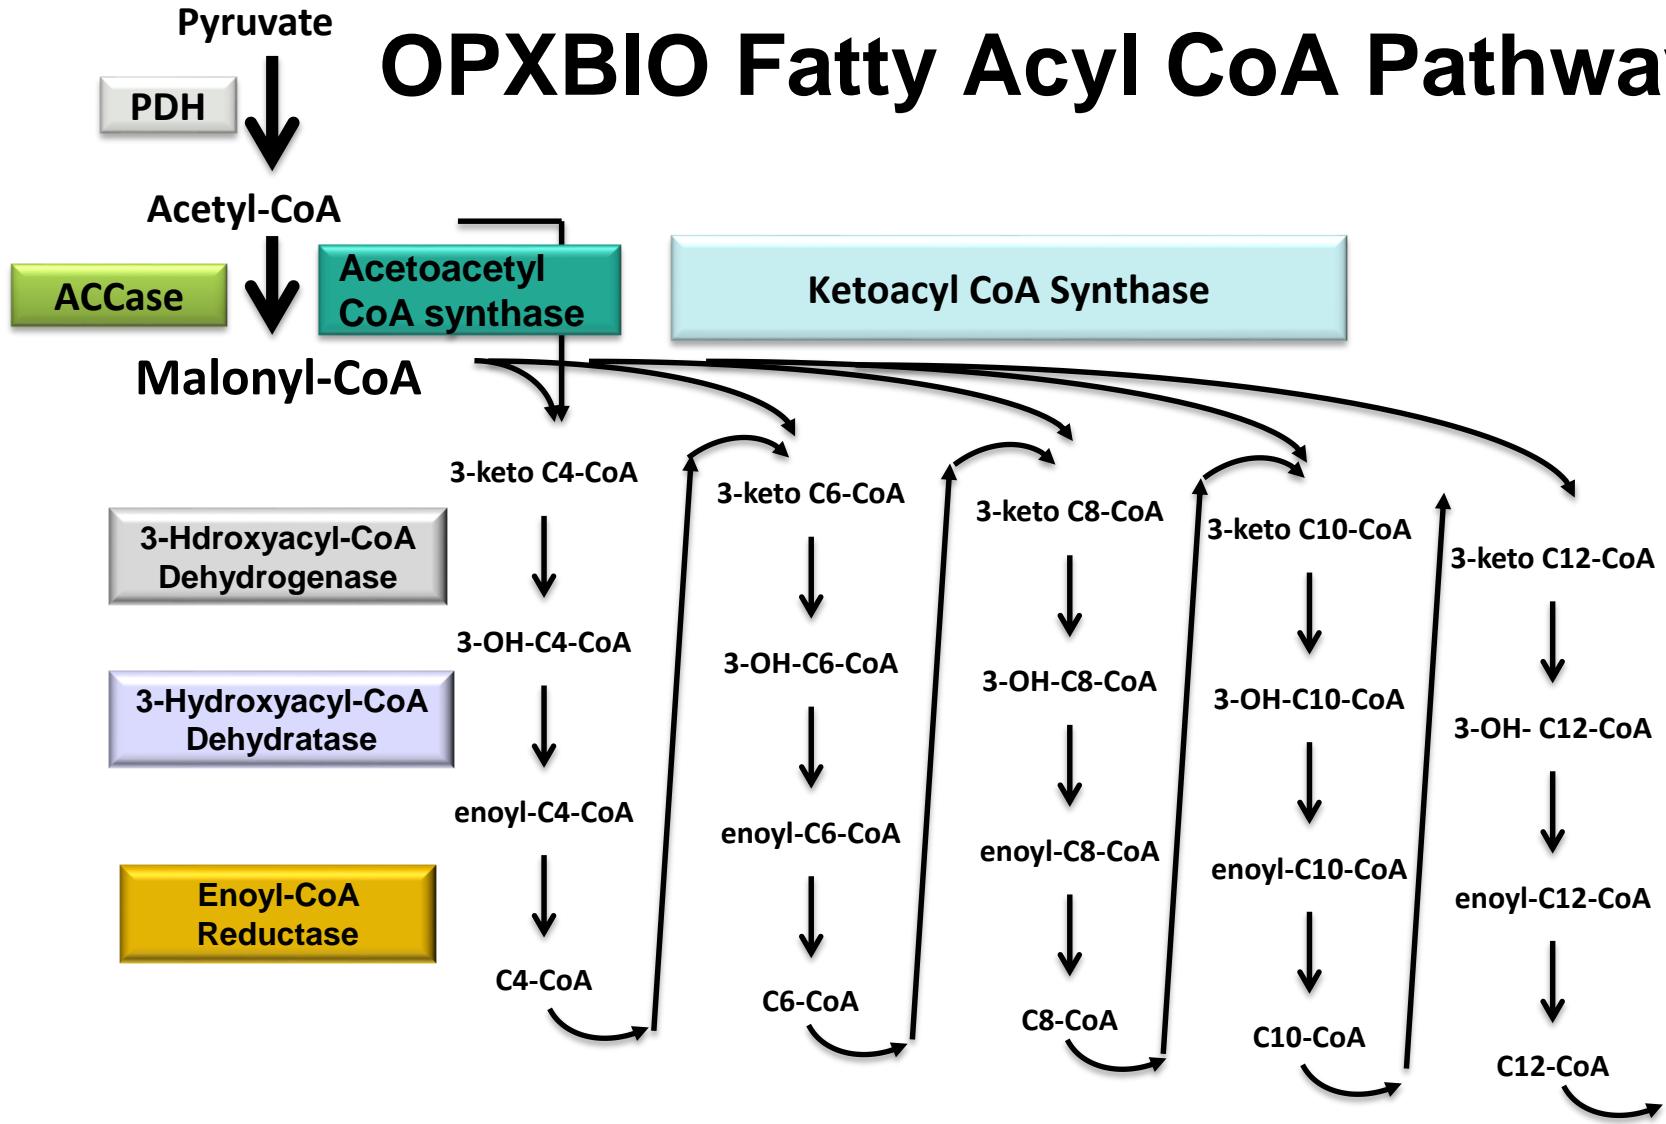 Pyruvate
OPXBIO Fatty Acyl CoA
PDH
Acetyl-CoA
ACCase
Acetoacetyl
CoA synthase
Ketoacyl CoA Synthase
Malonyl-CoA
3-keto C4-CoA
3-keto C6-CoA
3-keto C8-CoA
3-keto C10-CoA
3-keto C12-CoA
3-Hdroxyacyl-CoA
Dehydrogenase
3-OH-C4-CoA
3-OH-C6-CoA
3-OH-C8-CoA
3-OH-C10-CoA
3-OH- C12-CoA
3-Hydroxyacyl-CoA
Dehydratase
enoyl-C4-CoA
enoyl-C6-CoA
enoyl-C8-CoA
enoyl-C10-CoA
enoyl-C12-CoA
Enoyl-CoA
Reductase
C4-CoA
C6-CoA
C8-CoA
C10-CoA
C12-CoA